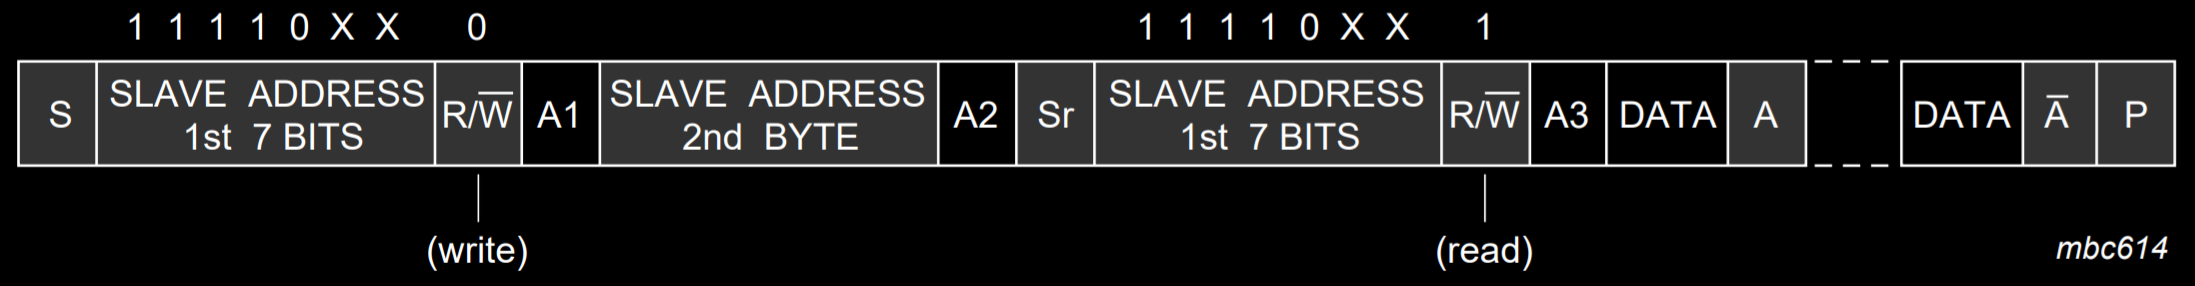 1 1 1 1 0 X X 0 1 1 1 1 0 X X 1
S SLAVE ADDRESS 1st 7 BITS R/W̅ A1 SLAVE ADDRESS 2nd BYTE A2 Sr SLAVE ADDRESS 1st 7 BITS R/W̅ A3 DATA A DATA A̅ P
(write) (read)
mbc614